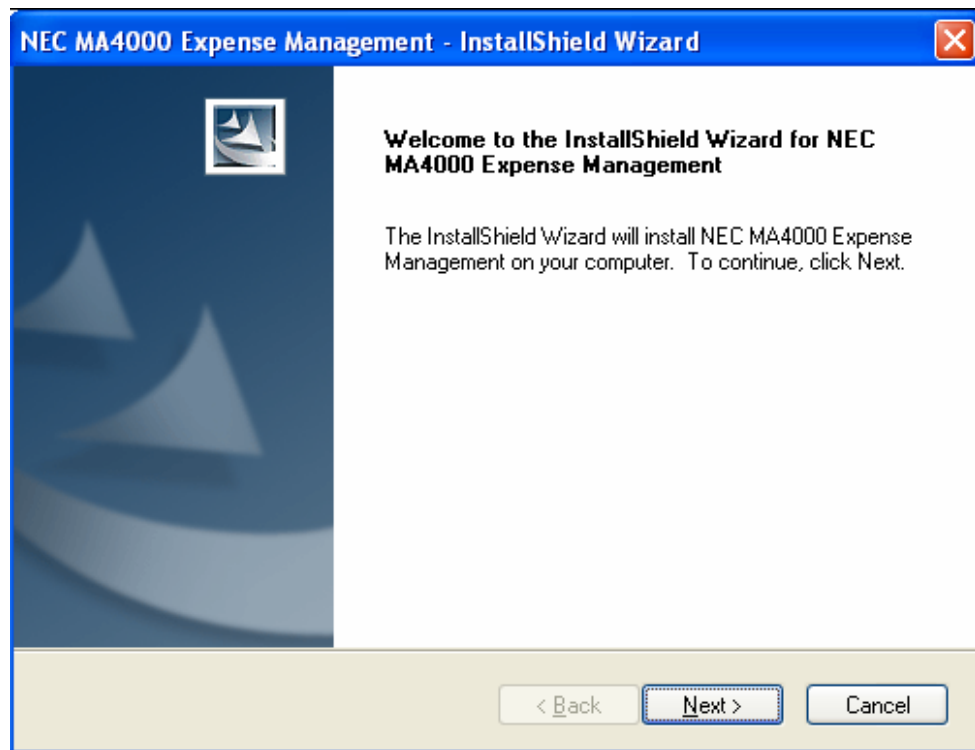 NEC MA4000 Expense Management - InstallShield Wizard
Welcome to the InstallShield Wizard for NEC
MA4000 Expense Management
The InstallShield Wizard will install NEC MA4000 Expense
Management on your computer.  To continue, click Next.
< Back Next > Cancel